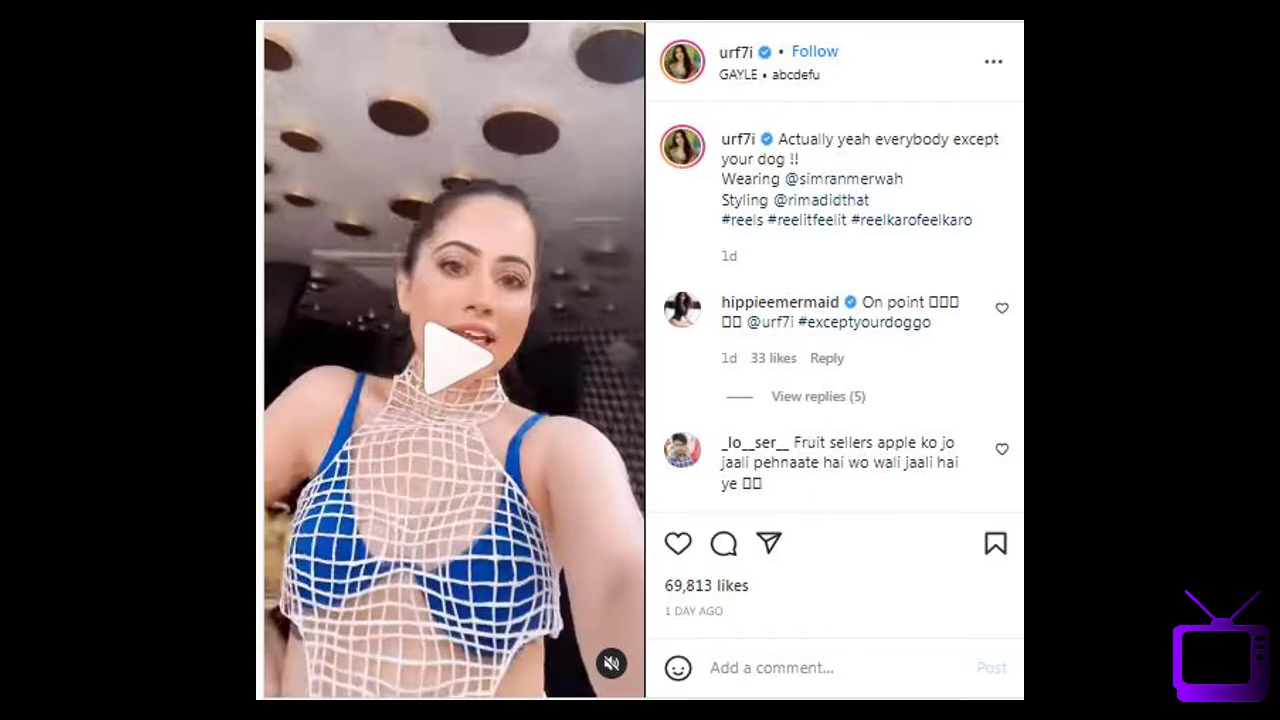 urf7i • Follow
GAYLE • abcdefu
urf7i Actually yeah everybody except
your dog !!
Wearing @simranmerwah
Styling @rimadidthat
#reels #reelitfeelit #reelkarofeelkaro
1d
hippieemermaid On point
@urf7i #exceptyourdoggo
1d 33 likes Reply
View replies (5)
_lo__ser__ Fruit sellers apple ko jo
jaali pehnaate hai wo wali jaali hai
ye
69,813 likes
1 DAY AGO
Add a comment... Post